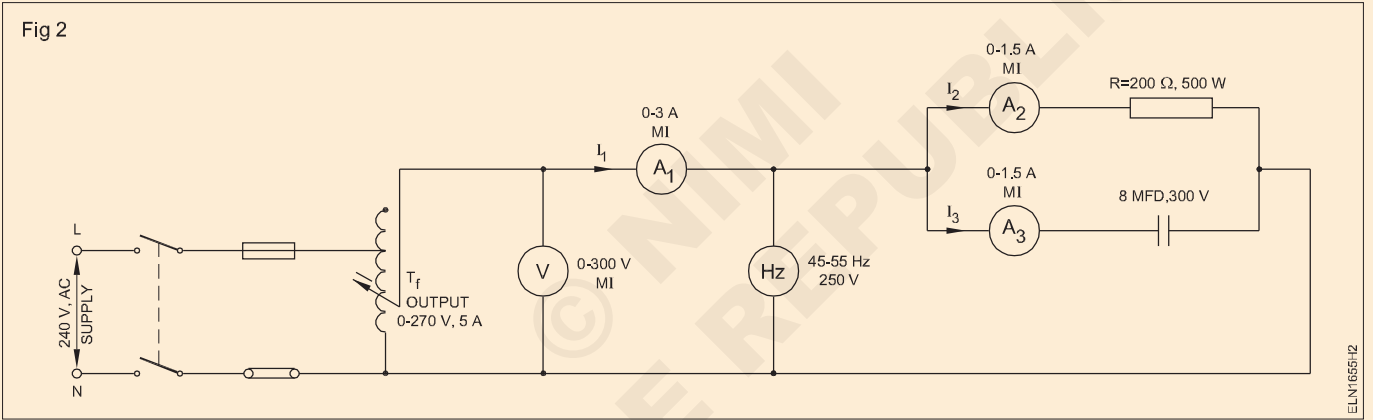 Fig 2
0-1.5 A
MI
I2
A2
R=200 Ω, 500 W
0-3 A
MI
I1
A1
0-1.5 A
MI
I3
A3
8 MFD,300 V
L
240 V, AC
SUPPLY
N
Tf
OUTPUT
0-270 V, 5 A
V
0-300 V
MI
Hz
45-55 Hz
250 V
© NIMI
E REPUBLI
ELN1655H2